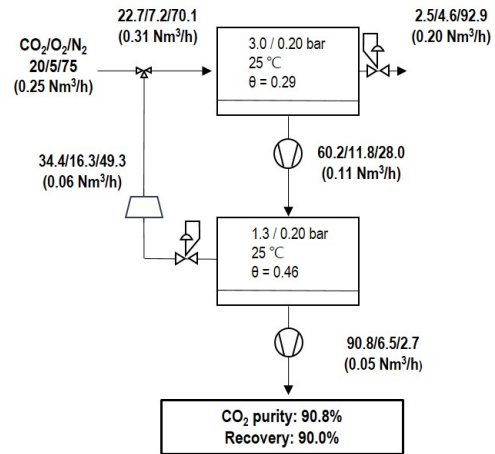 22.7/7.2/70.1
(0.31 Nm³/h)
2.5/4.6/92.9
(0.20 Nm³/h)
CO₂/O₂/N₂
20/5/75
(0.25 Nm³/h)
3.0 / 0.20 bar
25 °C
θ = 0.29
34.4/16.3/49.3
(0.06 Nm³/h)
60.2/11.8/28.0
(0.11 Nm³/h)
1.3 / 0.20 bar
25 °C
θ = 0.46
90.8/6.5/2.7
(0.05 Nm³/h)
CO₂ purity: 90.8%
Recovery: 90.0%